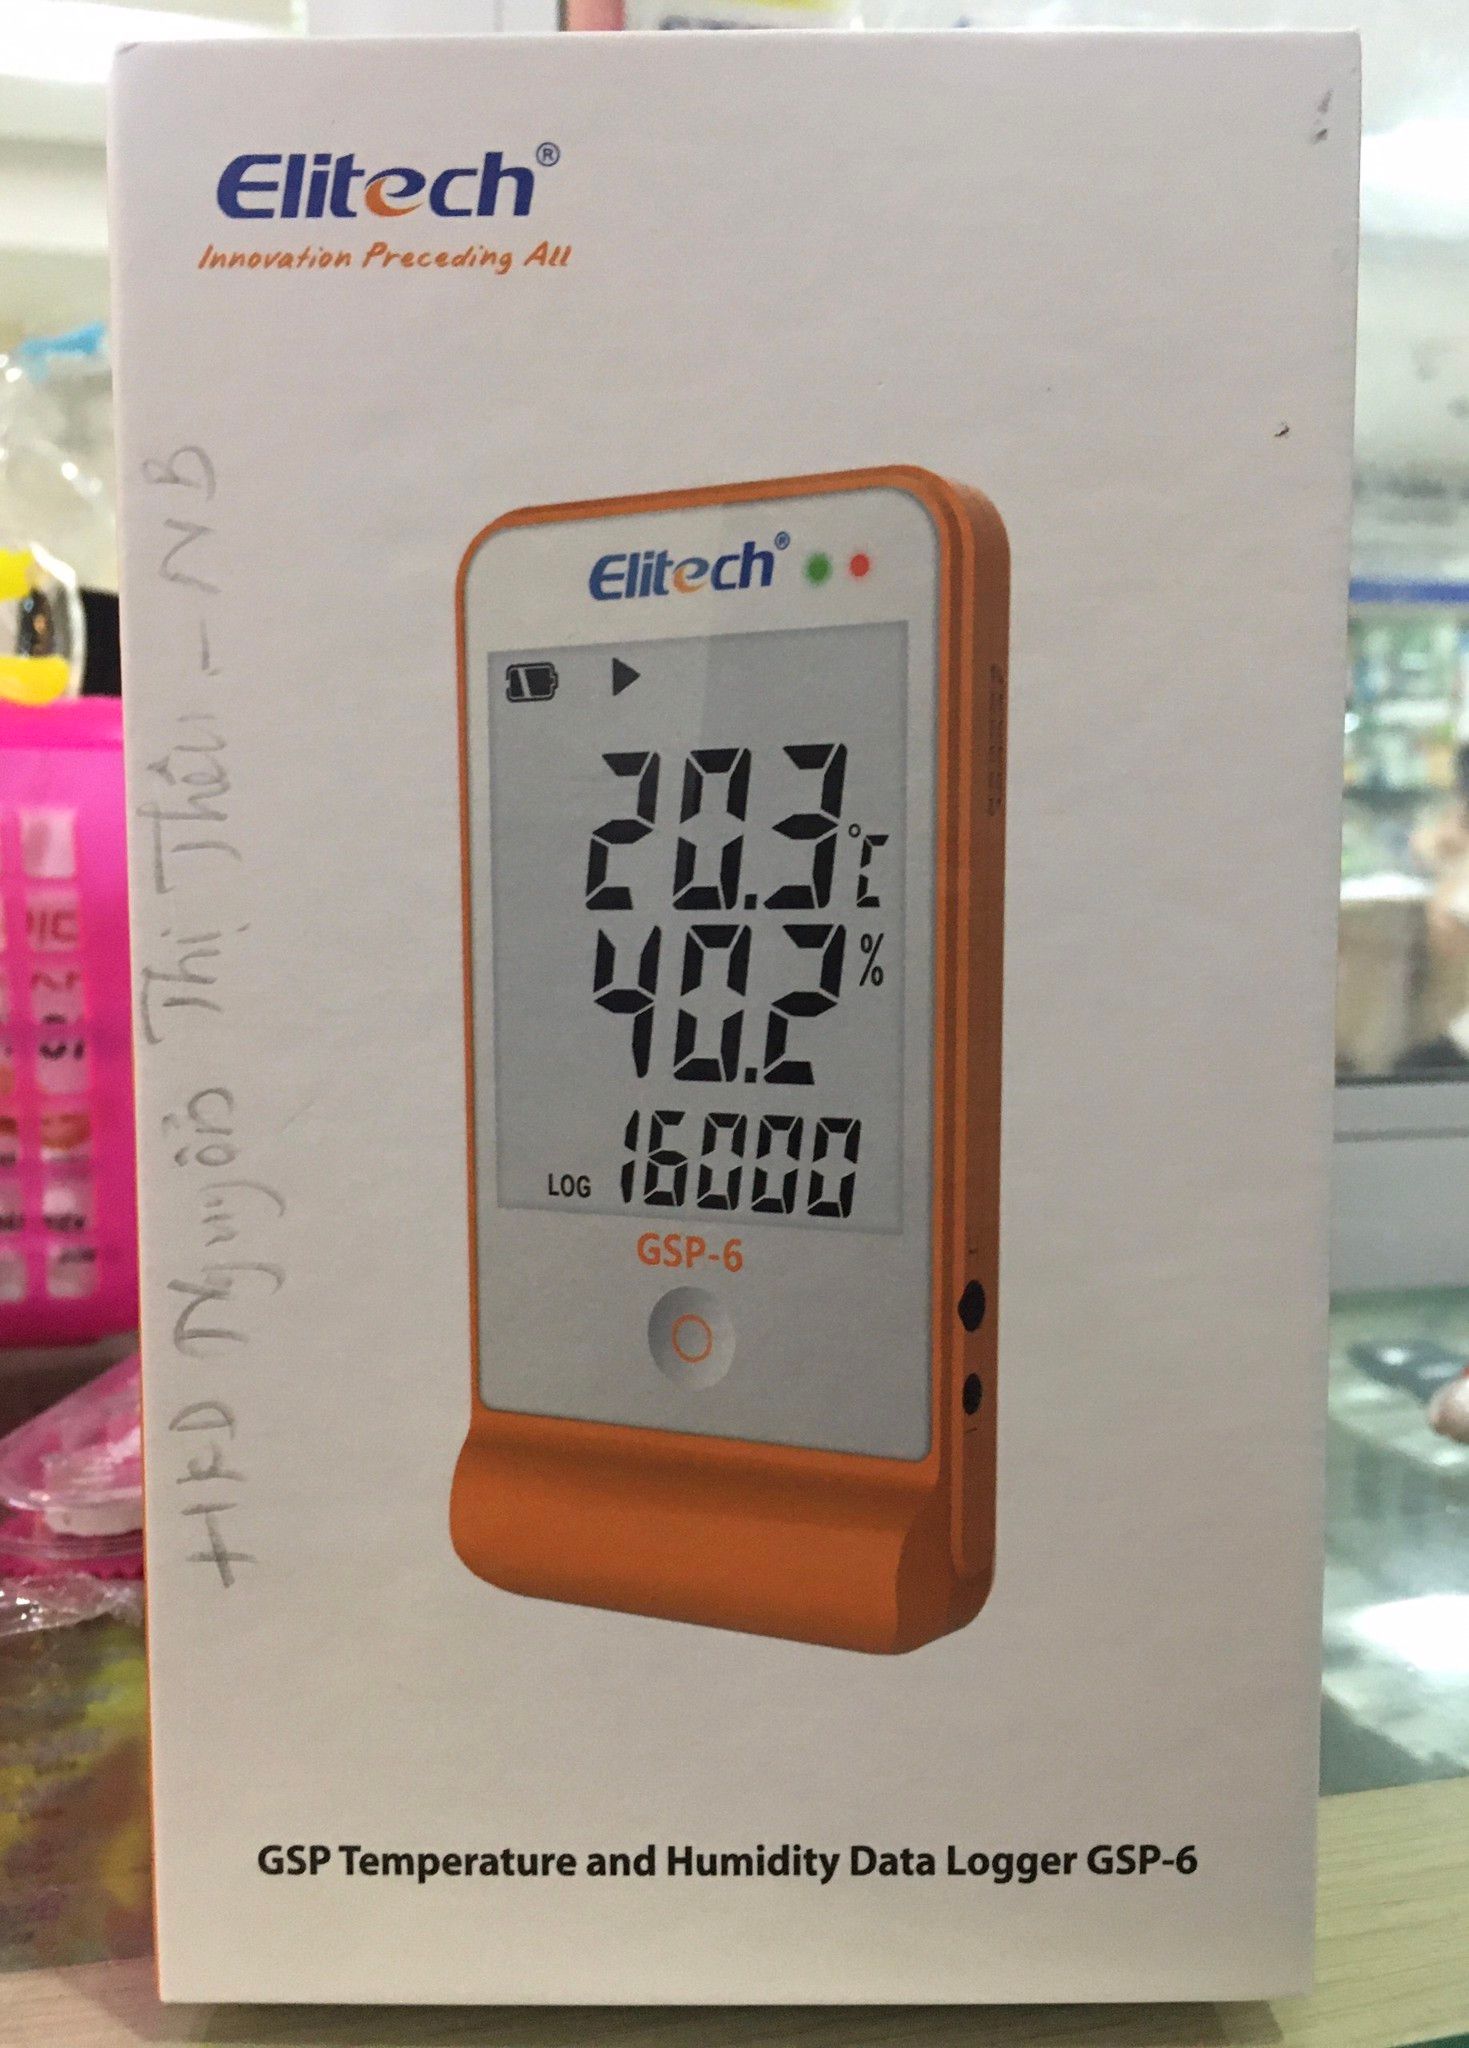 Elitech®
Innovation Preceding All
HKD Nguyễn Thị Thêu - NB
Elitech®
20.3 °C
40.2 %
LOG 16000
GSP-6
GSP Temperature and Humidity Data Logger GSP-6